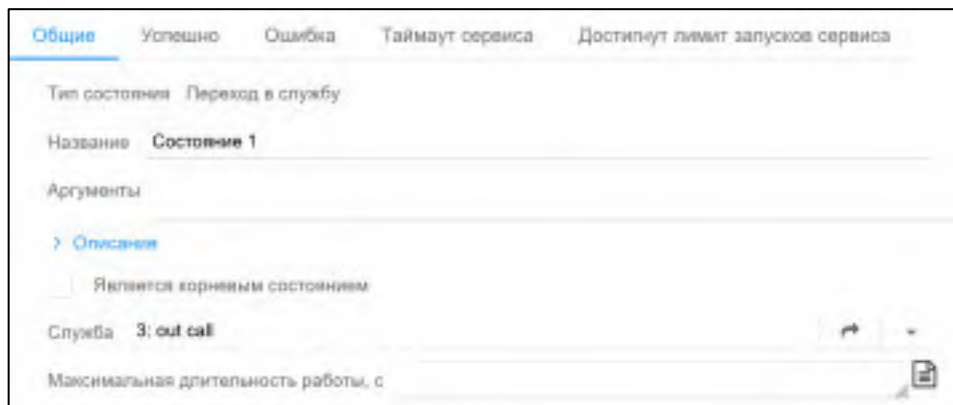 Общие Успешно Ошибка Таймаут сервиса Достигнут лимит запусков сервиса
Тип состояния Переход в службу
Название Состояние 1
Аргументы
Описание
Является корневым состоянием
Служба 3: out call
Максимальная длительность работы, с